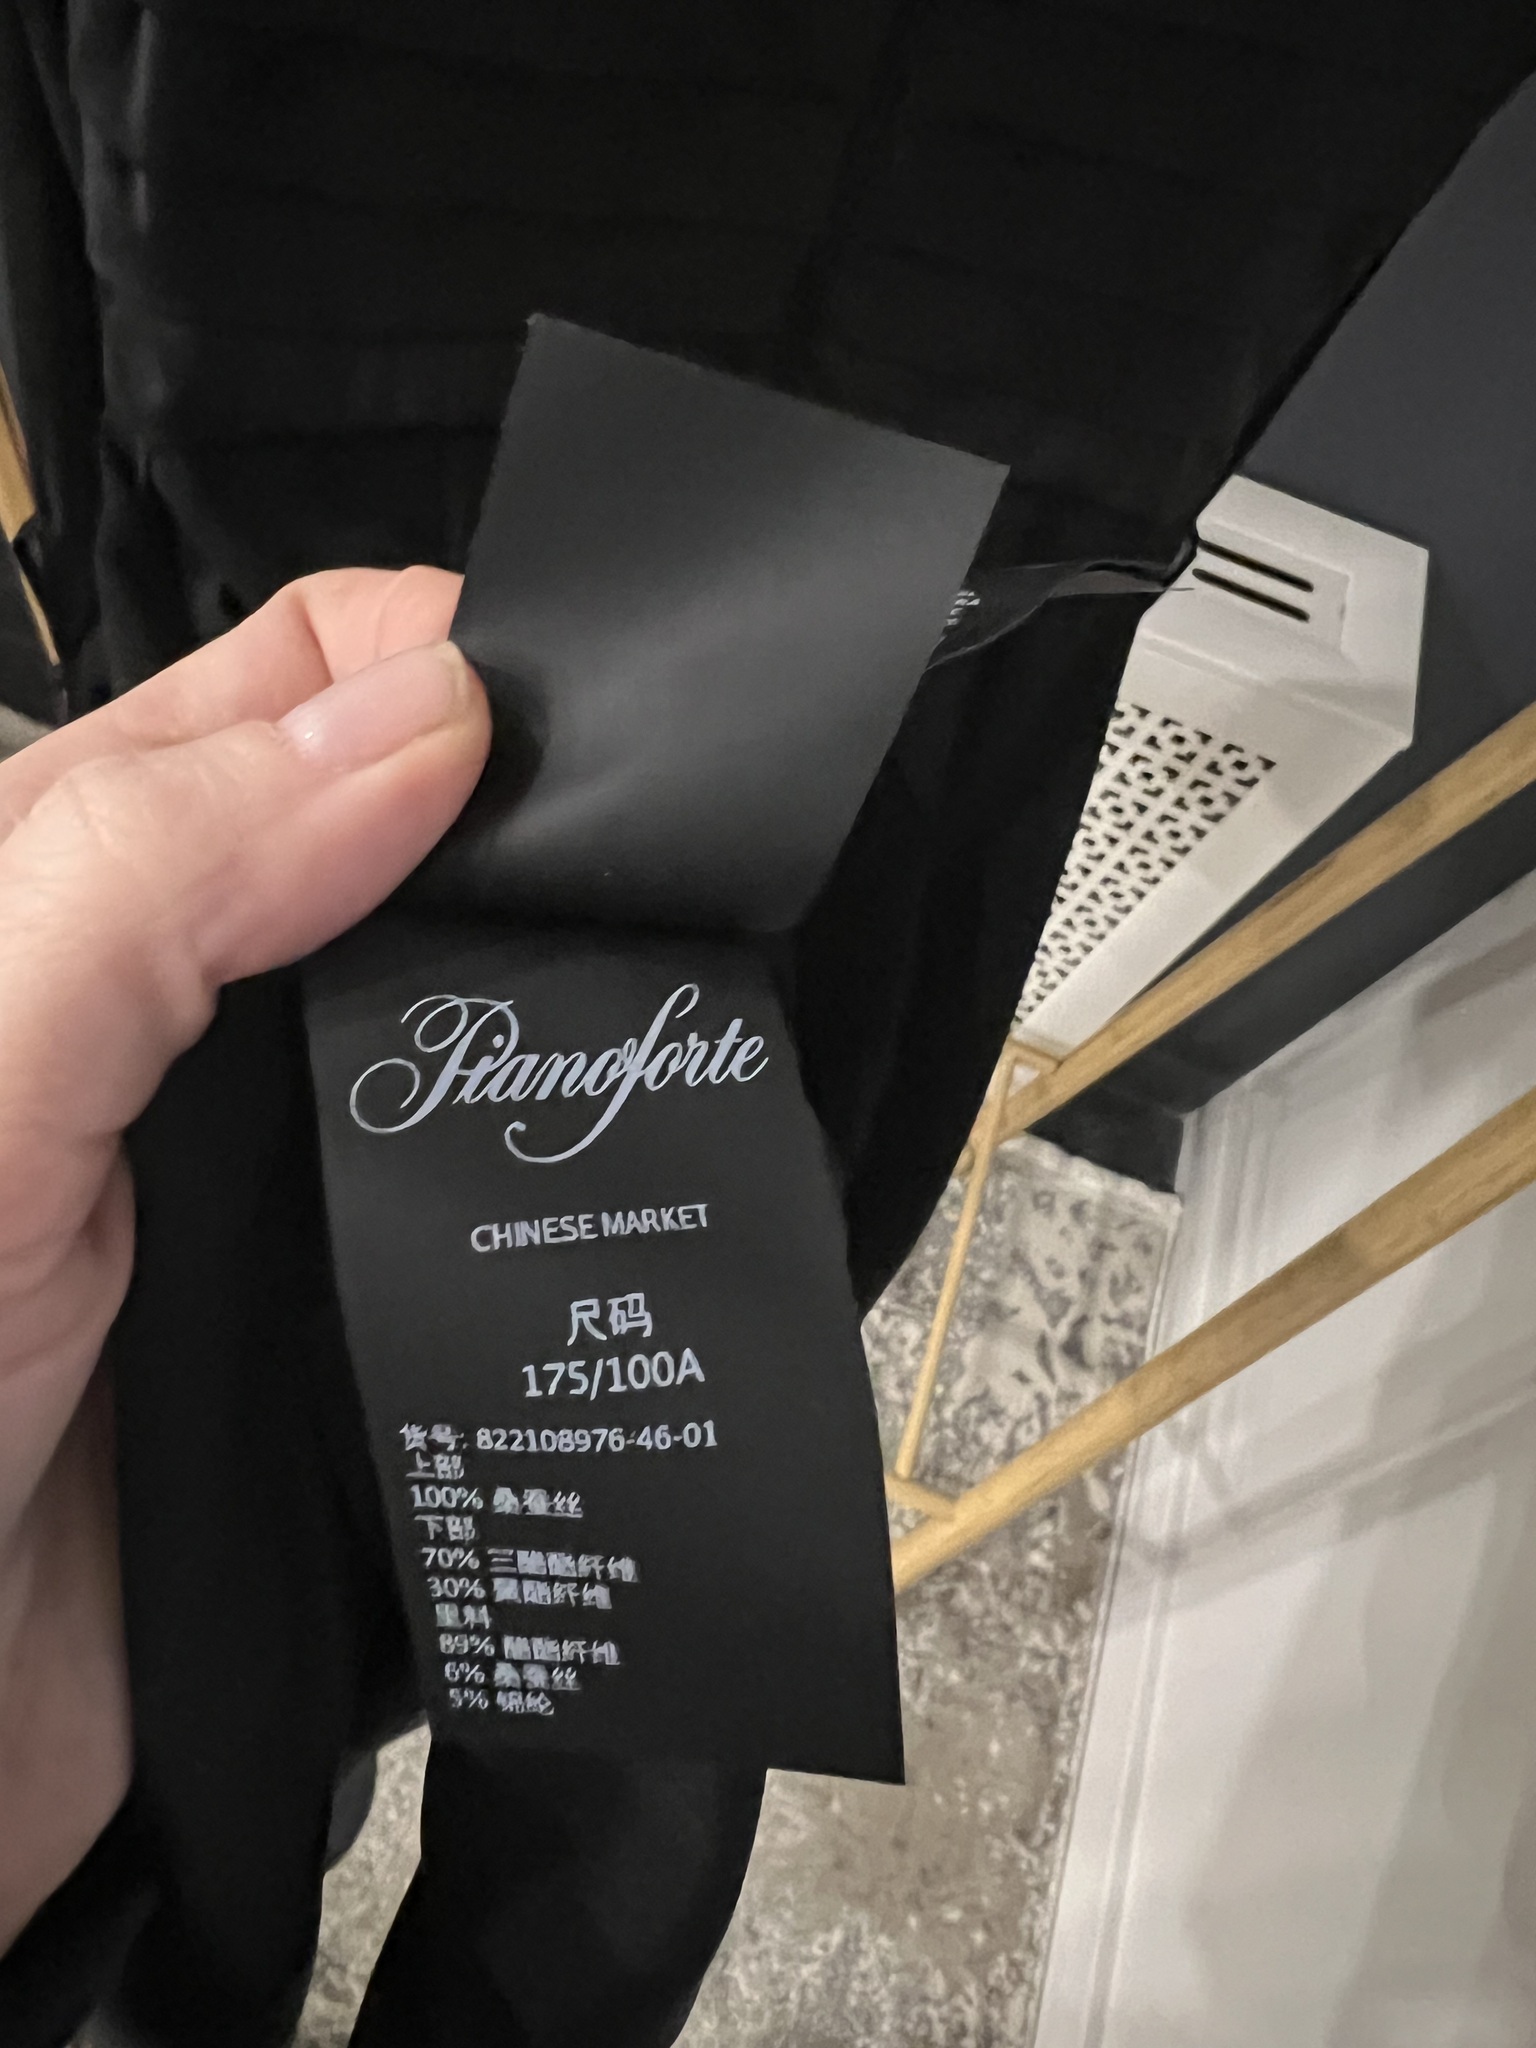 Pianoforte
CHINESE MARKET
尺码
175/100A
货号: 822108976-46-01
上部
100% 桑蚕丝
下部
70% 三醋酯纤维
30% 聚酯纤维
里料
89% 醋酯纤维
6% 桑蚕丝
5% 锦纶